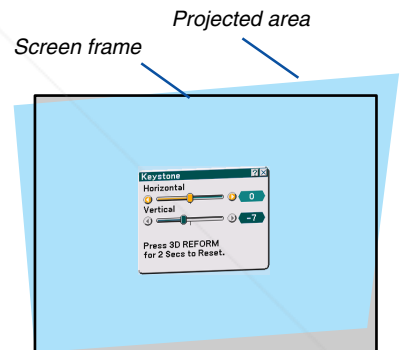 Projected area
Screen frame
Keystone
Horizontal
0
Vertical
-7
Press 3D REFORM
for 2 Secs to Reset.